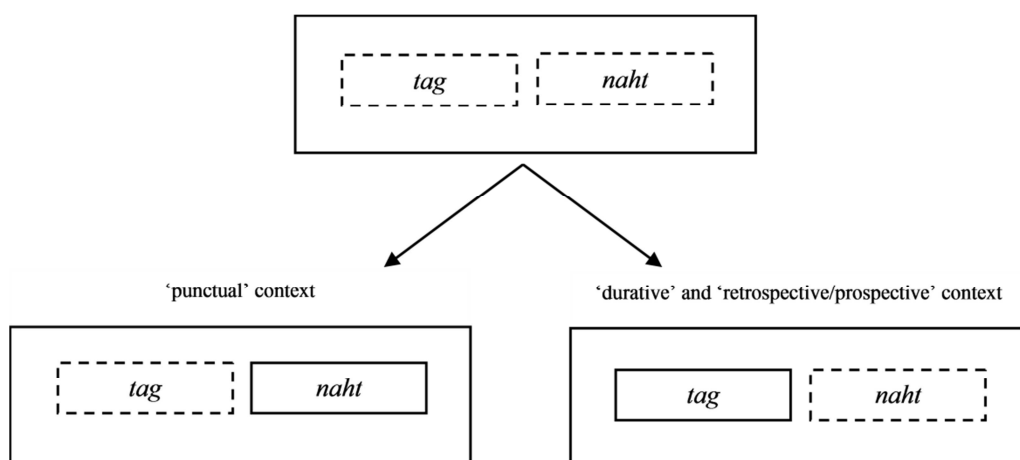 tag naht
‘punctual’ context
‘durative’ and ‘retrospective/prospective’ context
tag naht
tag naht